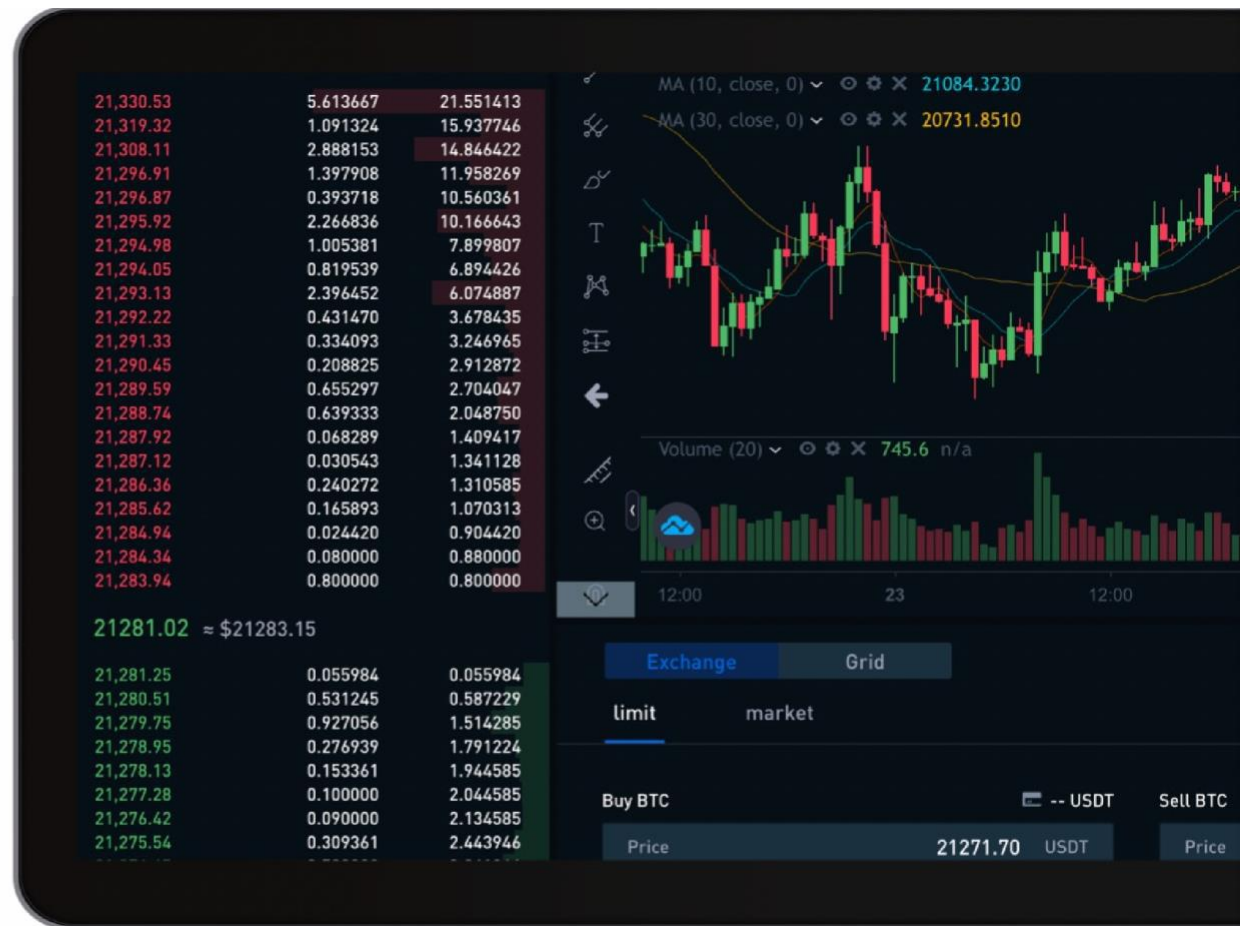 21,330.53 5.613667 21.551413
21,319.32 1.091324 15.937746
21,308.11 2.888153 14.846422
21,296.91 1.397908 11.958269
21,296.87 0.393718 10.560361
21,295.92 2.266836 10.166643
21,294.98 1.005381 7.899807
21,294.05 0.819539 6.894426
21,293.13 2.396452 6.074887
21,292.22 0.431470 3.678435
21,291.33 0.334093 3.246965
21,290.45 0.208825 2.912872
21,289.59 0.655297 2.704047
21,288.74 0.639333 2.048750
21,287.92 0.068289 1.409417
21,287.12 0.030543 1.341128
21,286.36 0.240272 1.310585
21,285.62 0.165893 1.070313
21,284.94 0.024420 0.904420
21,284.34 0.080000 0.880000
21,283.94 0.800000 0.800000
21281.02 ≈ $21283.15
21,281.25 0.055984 0.055984
21,280.51 0.531245 0.587229
21,279.75 0.927056 1.514285
21,278.95 0.276939 1.791224
21,278.13 0.153361 1.944585
21,277.28 0.100000 2.044585
21,276.42 0.090000 2.134585
21,275.54 0.309361 2.443946
MA (10, close, 0) 21084.3230
MA (30, close, 0) 20731.8510
T
Volume (20) 745.6 n/a
12:00 23 12:00
Exchange Grid
limit market
Buy BTC -- USDT Sell BTC
Price 21271.70 USDT Price